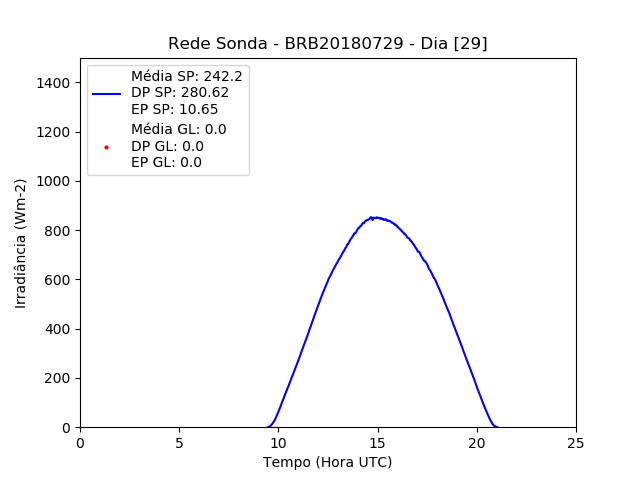 Rede Sonda - BRB20180729 - Dia [29]
Média SP: 242.2
DP SP: 280.62
EP SP: 10.65
Média GL: 0.0
DP GL: 0.0
EP GL: 0.0
Irradiância (Wm-2)
1400
1200
1000
800
600
400
200
0
0 5 10 15 20 25
Tempo (Hora UTC)